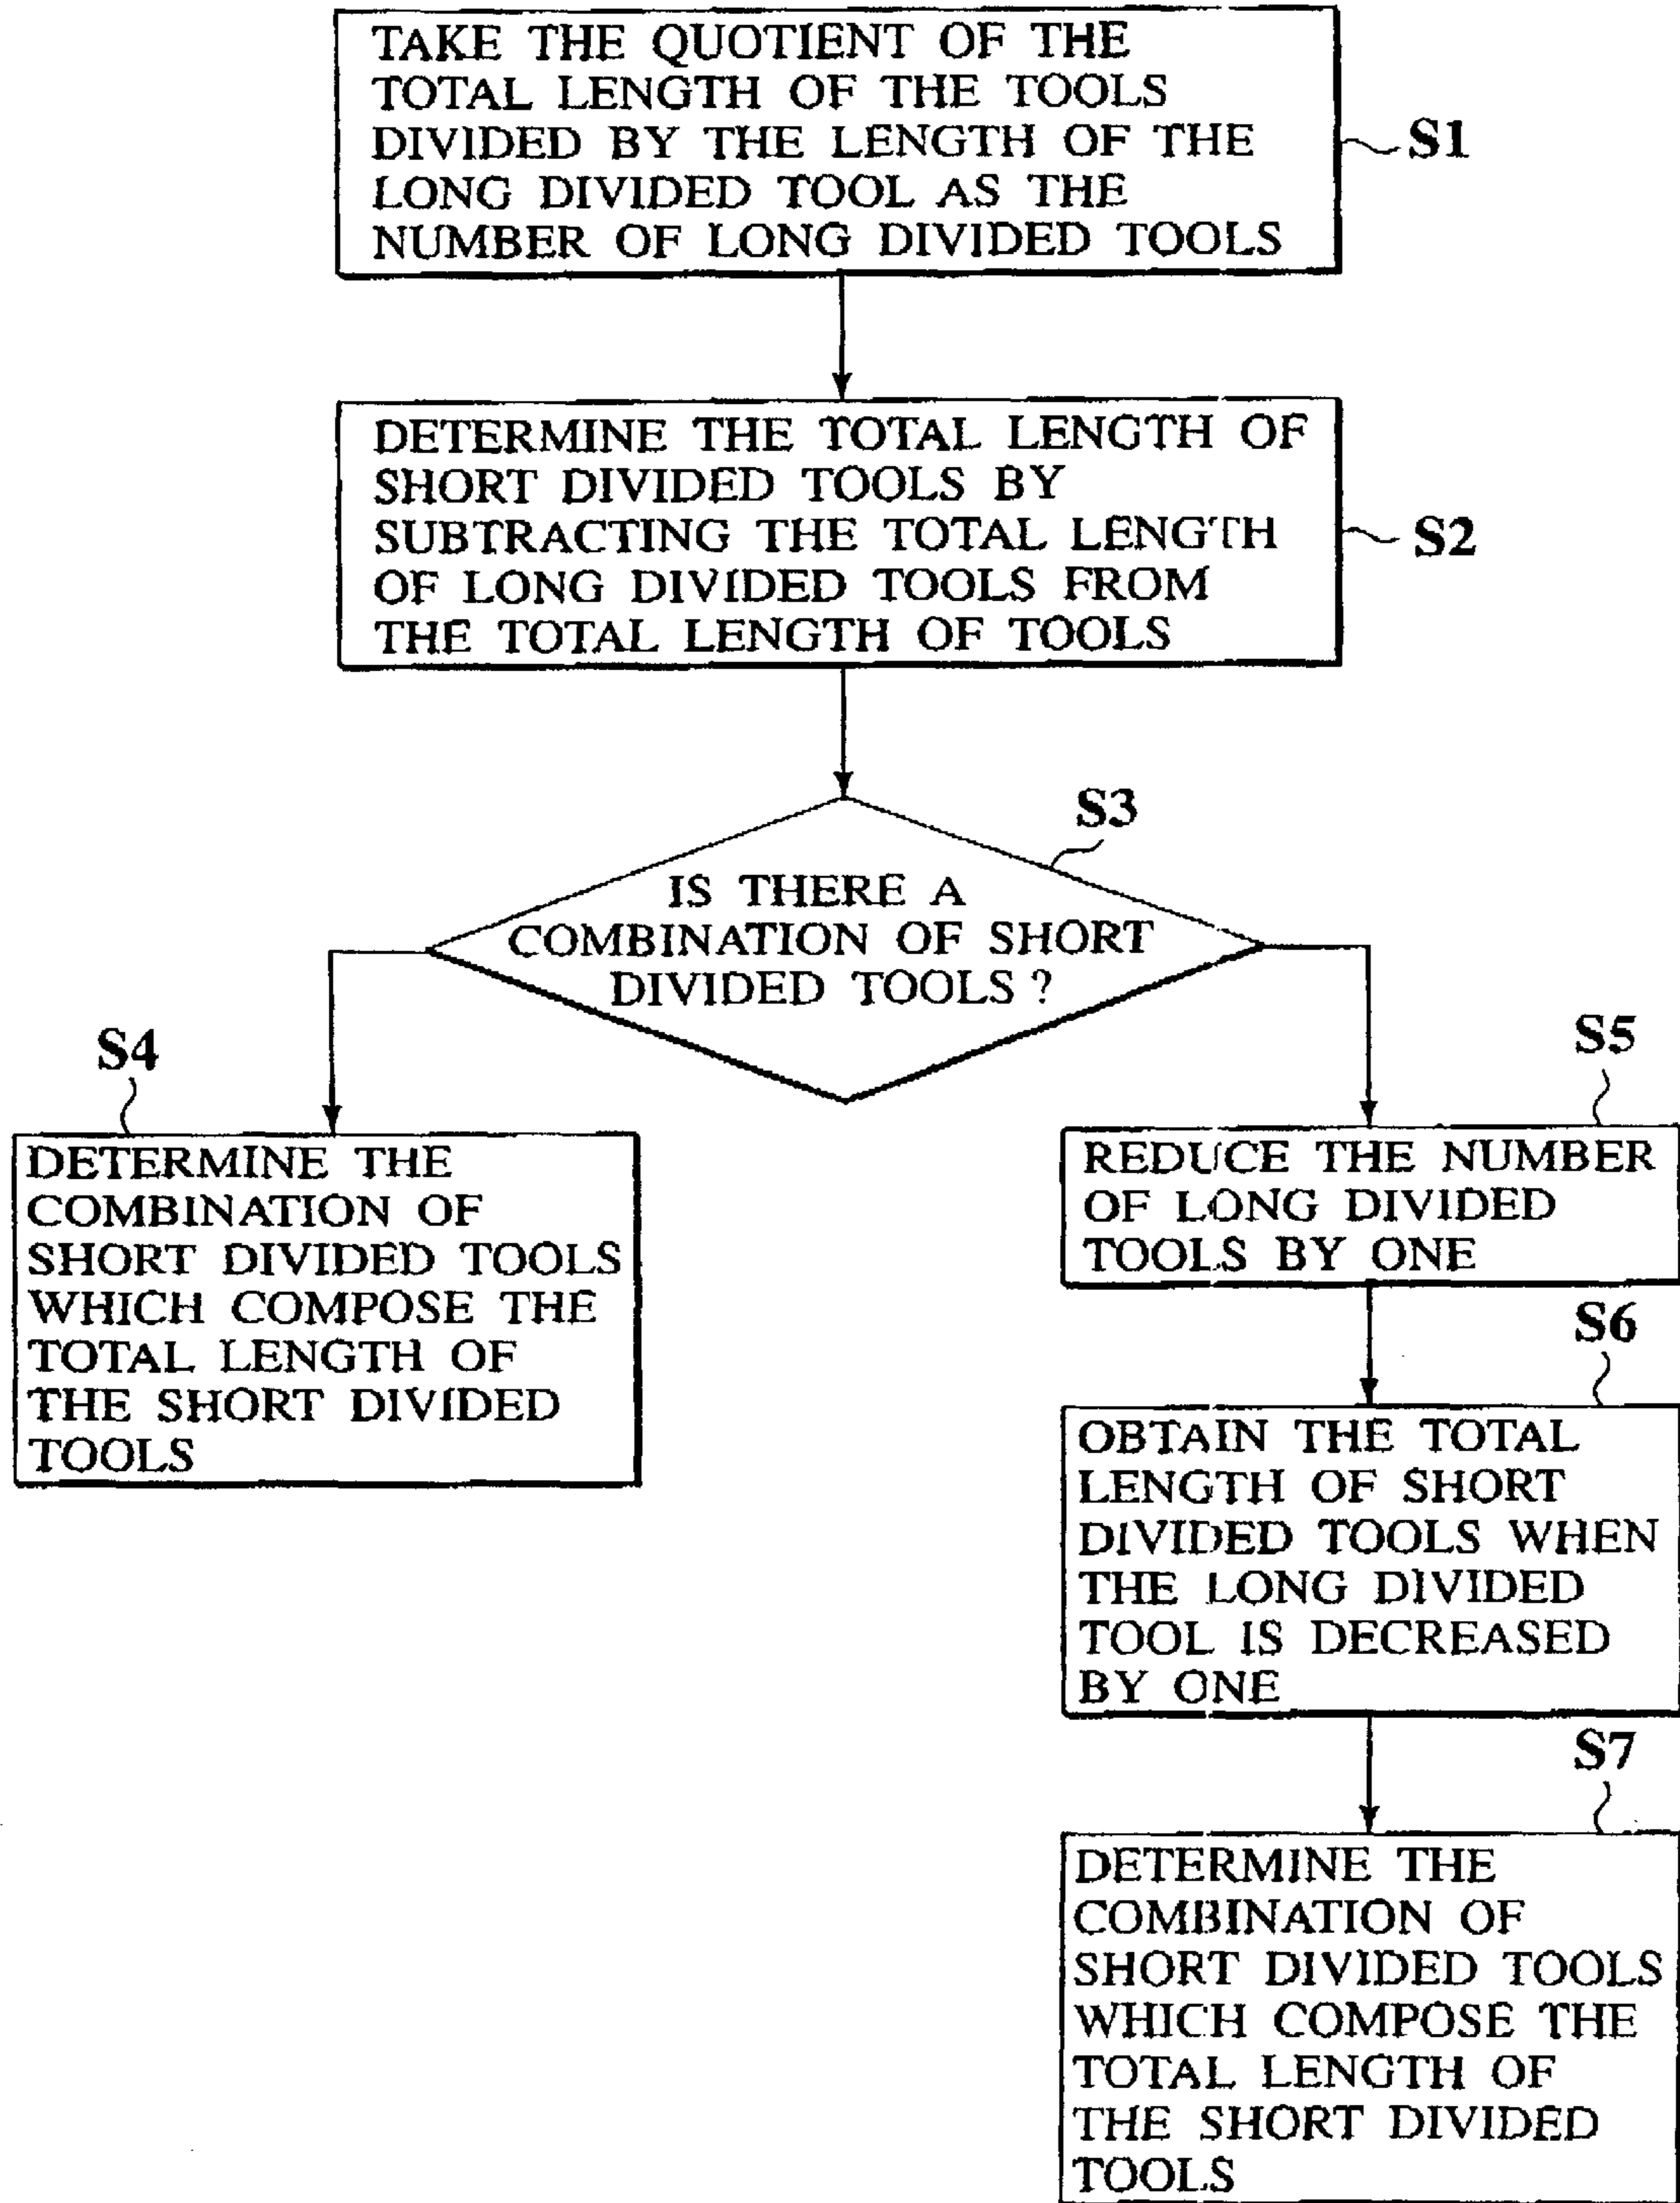 TAKE THE QUOTIENT OF THE
TOTAL LENGTH OF THE TOOLS
DIVIDED BY THE LENGTH OF THE
LONG DIVIDED TOOL AS THE
NUMBER OF LONG DIVIDED TOOLS
S1
DETERMINE THE TOTAL LENGTH OF
SHORT DIVIDED TOOLS BY
SUBTRACTING THE TOTAL LENGTH
OF LONG DIVIDED TOOLS FROM
THE TOTAL LENGTH OF TOOLS
S2
S3
IS THERE A
COMBINATION OF SHORT
DIVIDED TOOLS ?
S4
DETERMINE THE
COMBINATION OF
SHORT DIVIDED TOOLS
WHICH COMPOSE THE
TOTAL LENGTH OF
THE SHORT DIVIDED
TOOLS
S5
REDUCE THE NUMBER
OF LONG DIVIDED
TOOLS BY ONE
S6
OBTAIN THE TOTAL
LENGTH OF SHORT
DIVIDED TOOLS WHEN
THE LONG DIVIDED
TOOL IS DECREASED
BY ONE
S7
DETERMINE THE
COMBINATION OF
SHORT DIVIDED TOOLS
WHICH COMPOSE THE
TOTAL LENGTH OF
THE SHORT DIVIDED
TOOLS